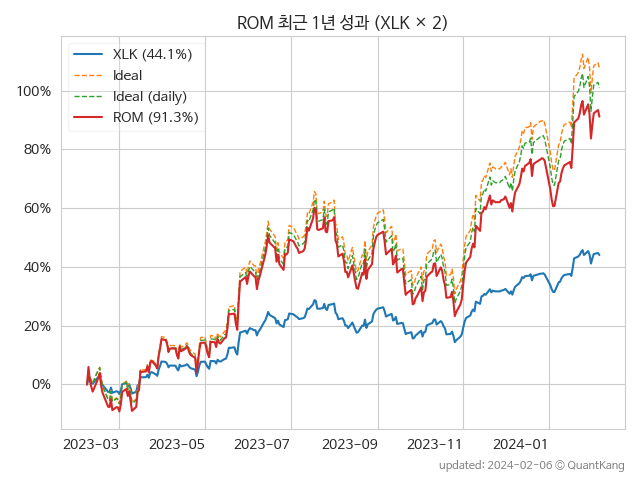 ROM 최근 1년 성과 (XLK × 2)
XLK (44.1%)
Ideal
Ideal (daily)
ROM (91.3%)
100%
80%
60%
40%
20%
0%
2023-03 2023-05 2023-07 2023-09 2023-11 2024-01
updated: 2024-02-06 © QuantKang